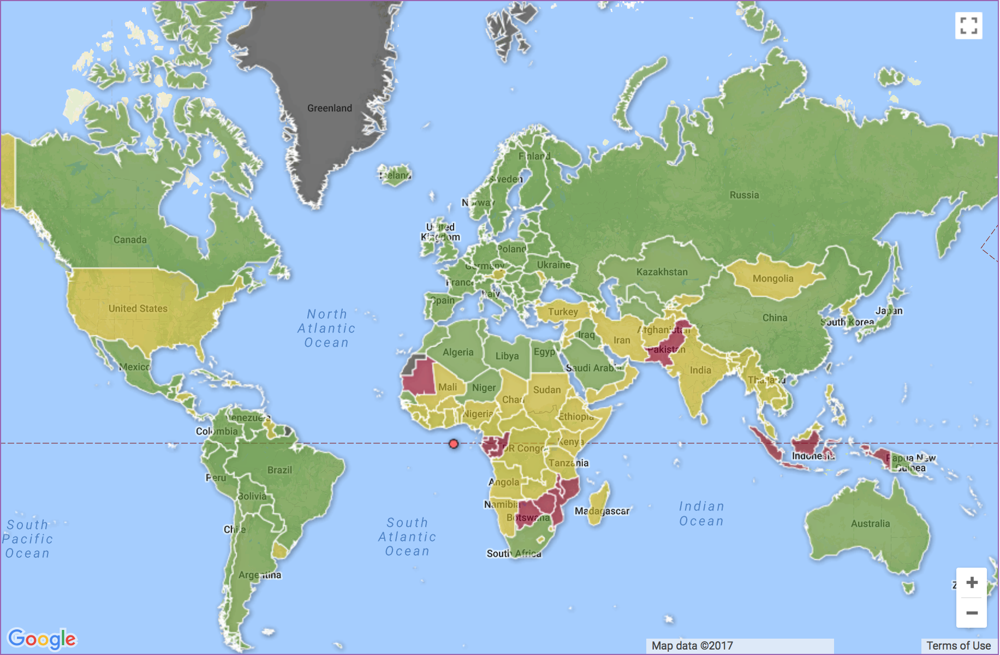 Greenland
Iceland
Finland
Sweden
Norway
Russia
United
Kingdom
Canada
Poland
Germany
Ukraine
Kazakhstan
Mongolia
France
Italy
Spain
United States
Turkey
China
South Korea
Japan
North
Atlantic
Ocean
Afghanistan
Iraq
Iran
Pakistan
Algeria
Libya
Egyp
Saudi Arabia
India
Mexico
Thailand
Mali
Niger
Chad
Sudan
Nigeria
Ethiopia
Venezuela
Colombia
DR Congo
Kenya
Indonesia
Papua New
Guinea
Tanzania
Brazil
Peru
Angola
Bolivia
Namibia
Botswana
Madagascar
Indian
Ocean
Australia
South
Pacific
Ocean
Chile
South
Atlantic
Ocean
South Africa
Argentina
Z
+
−
Google
Map data ©2017
Terms of Use